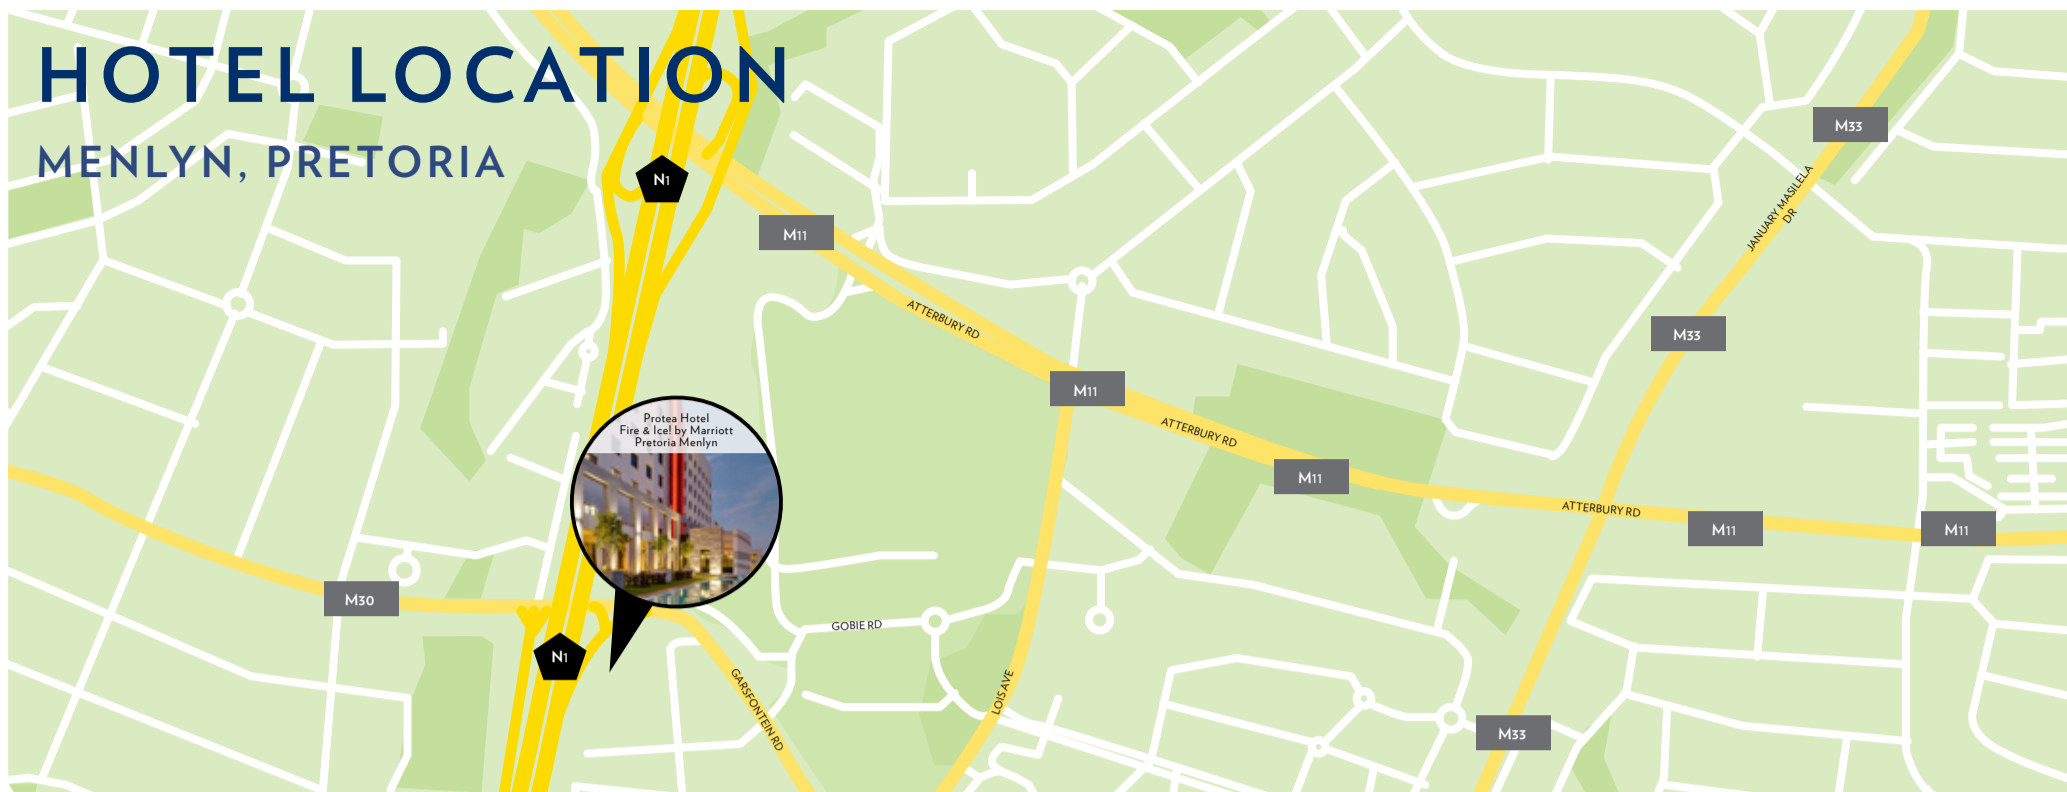 HOTEL LOCATION
MENLYN, PRETORIA
M33
N1
JANUARY MASILELA
DR
M11
ATTERBURY RD
M33
M11
Protea Hotel
Fire & Ice! by Marriott
Pretoria Menlyn
ATTERBURY RD
M11
ATTERBURY RD
M11
M11
M30
GOBIE RD
N1
GARSFONTEIN RD
LOIS AVE
M33